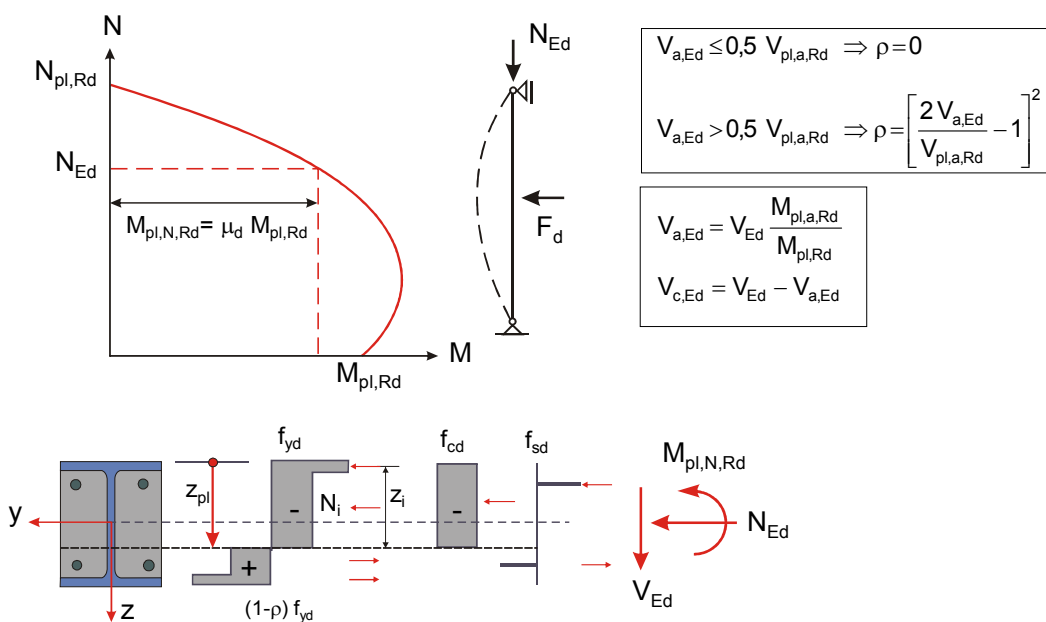 N
N_pl,Rd
N_Ed
M_pl,N,Rd = μ_d M_pl,Rd
M
M_pl,Rd
N_Ed
F_d
V_a,Ed ≤ 0,5 V_pl,a,Rd ⇒ ρ = 0
V_a,Ed > 0,5 V_pl,a,Rd ⇒ ρ = [2 V_a,Ed / V_pl,a,Rd − 1]²
V_a,Ed = V_Ed M_pl,a,Rd / M_pl,Rd
V_c,Ed = V_Ed − V_a,Ed
f_yd
f_cd
f_sd
M_pl,N,Rd
z_pl
-
N_i
z_i
-
y
N_Ed
+
z
(1-ρ) f_yd
V_Ed